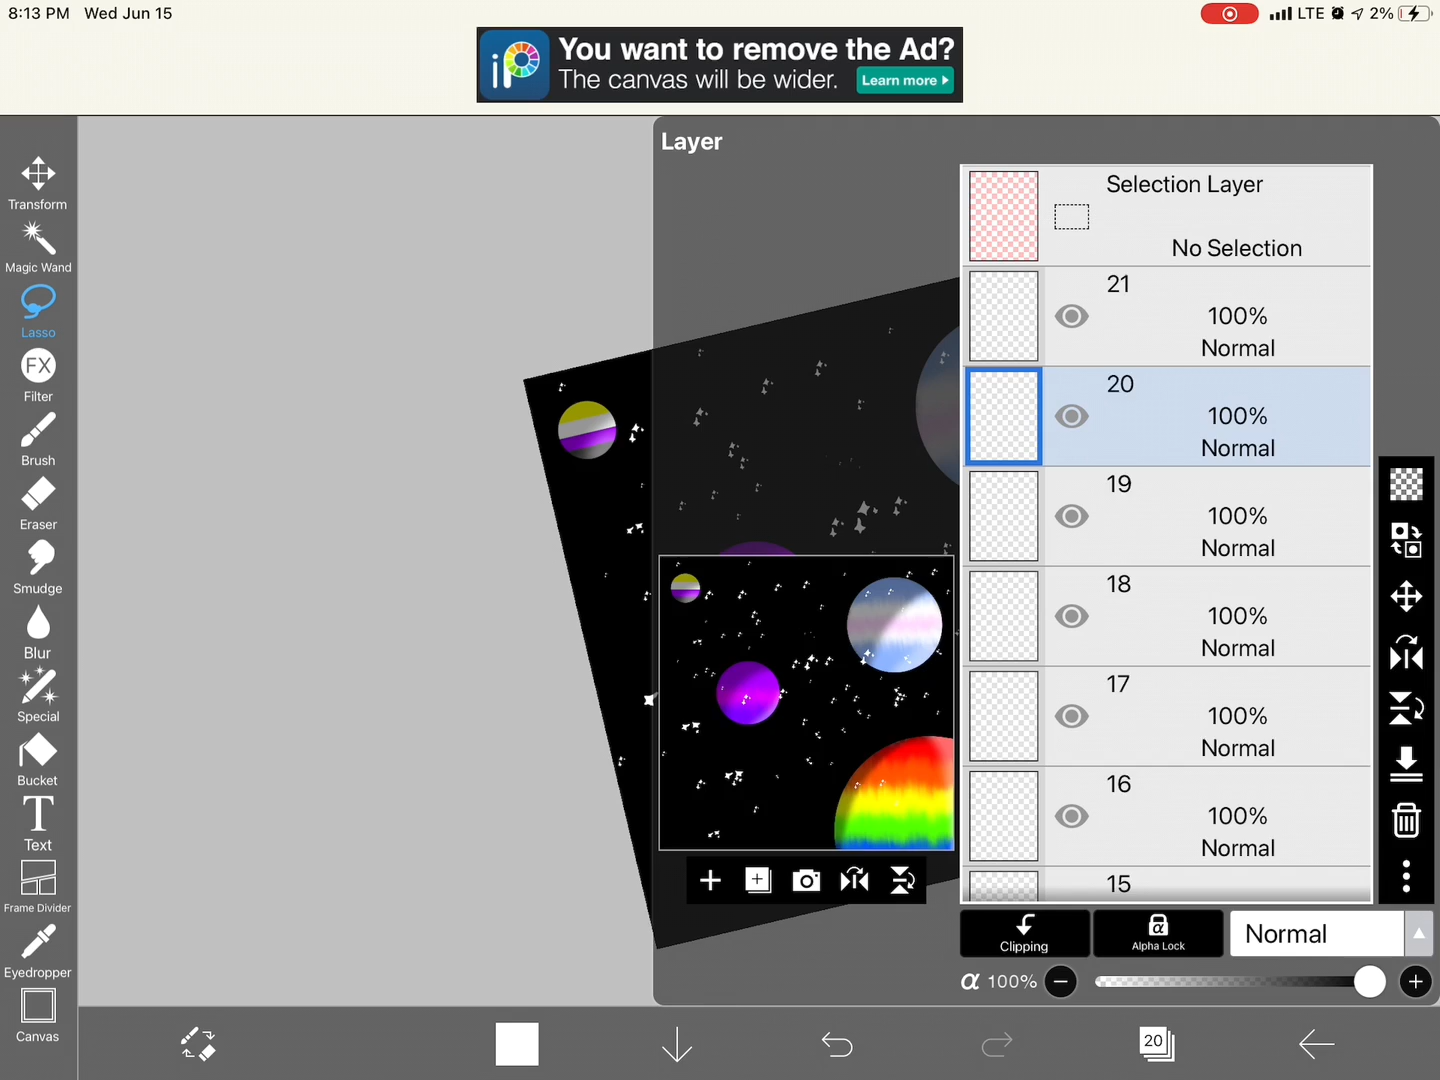 8:13 PM Wed Jun 15
LTE 2%
iP
You want to remove the Ad?
The canvas will be wider.
Learn more
Layer
Transform
Magic Wand
Lasso
FX
Filter
Brush
Eraser
Smudge
Blur
Special
Bucket
T
Text
Frame Divider
Eyedropper
Canvas
Selection Layer
No Selection
21
100%
Normal
20
100%
Normal
19
100%
Normal
18
100%
Normal
17
100%
Normal
16
100%
Normal
15
Clipping
α
Alpha Lock
Normal
α 100%
20